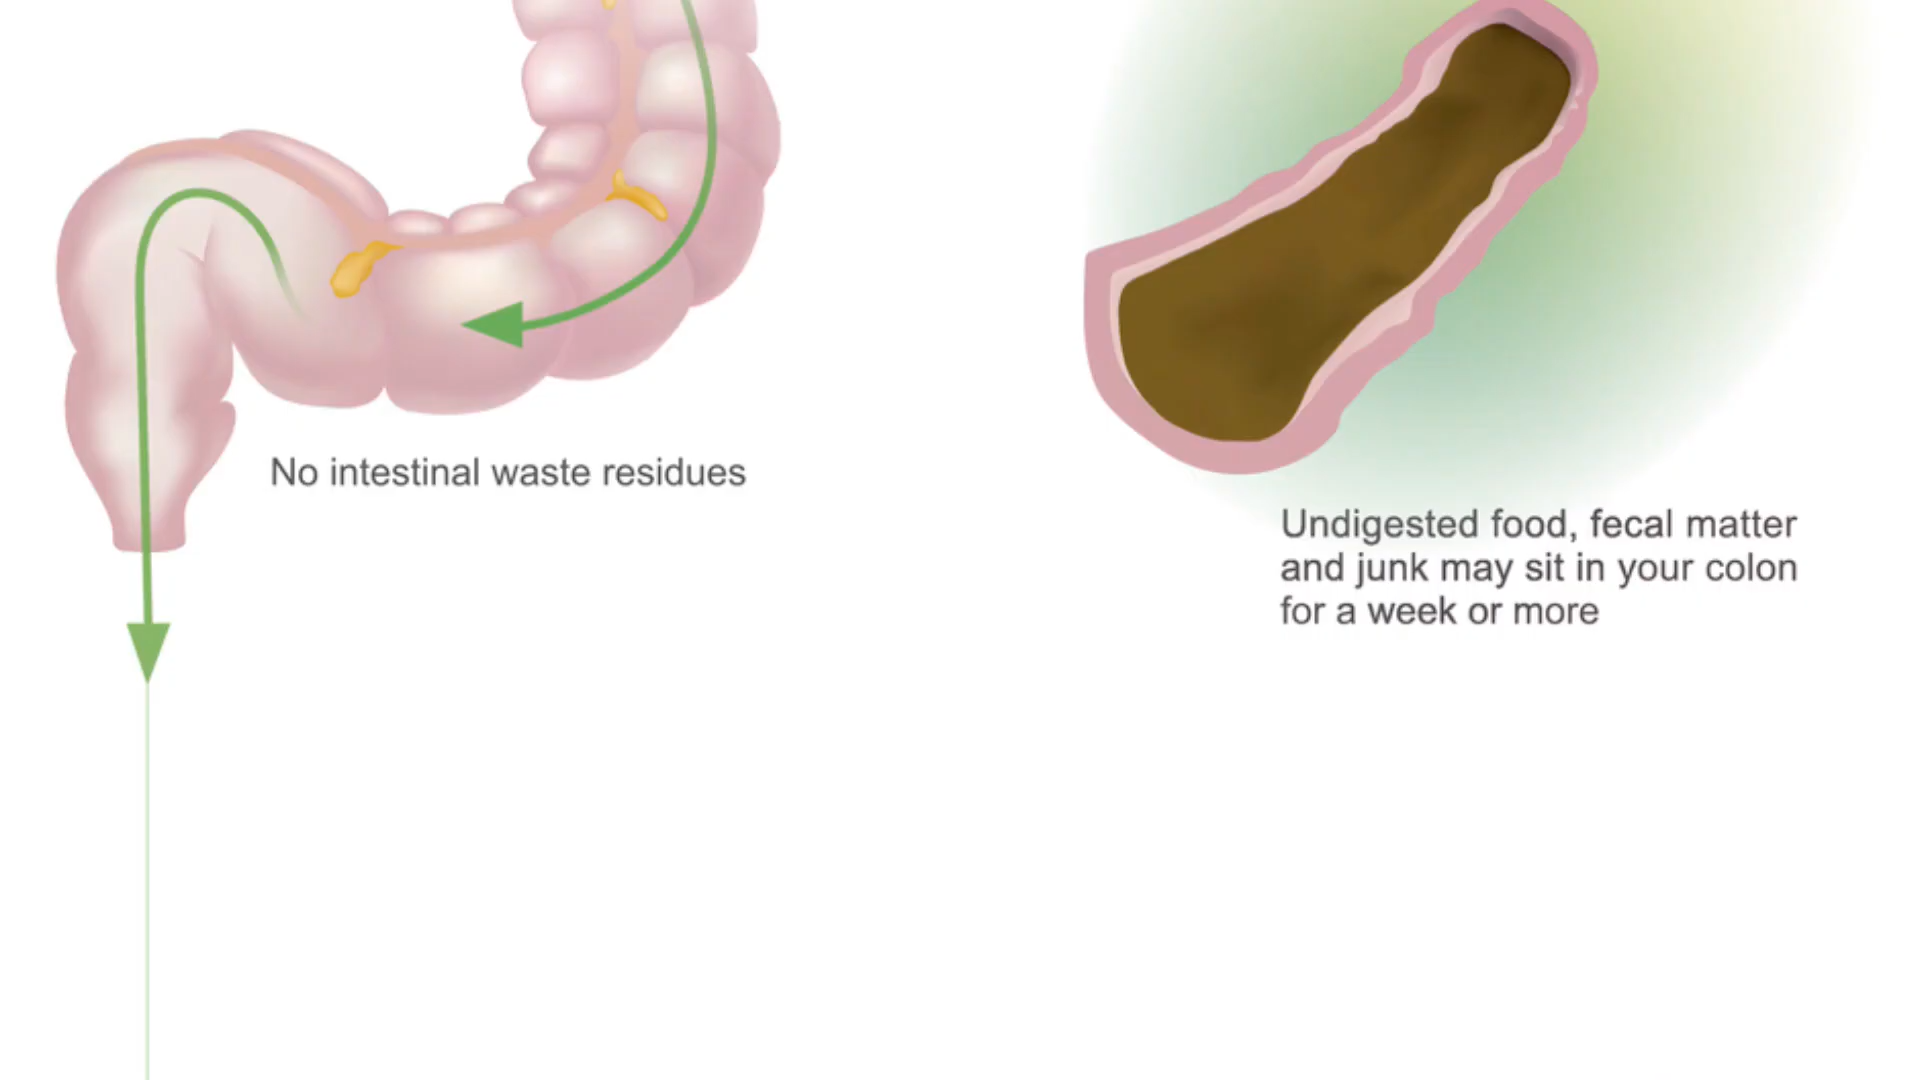 No intestinal waste residues
Undigested food, fecal matter
and junk may sit in your colon
for a week or more